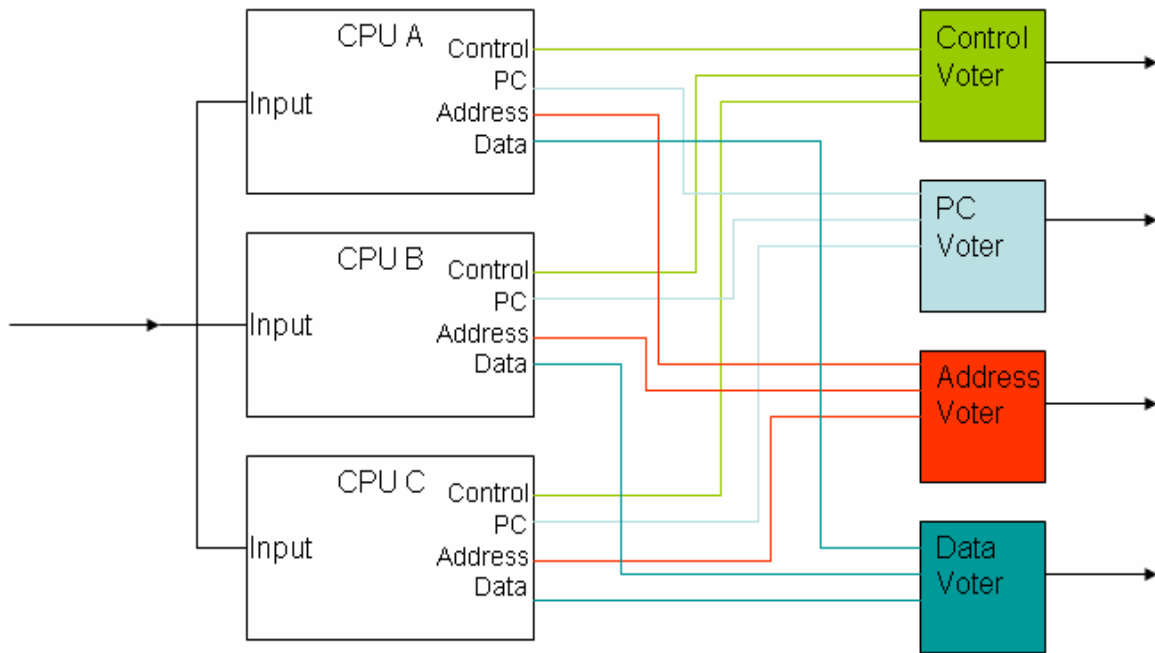 CPU A
Input
Control
PC
Address
Data
CPU B
Input
Control
PC
Address
Data
CPU C
Input
Control
PC
Address
Data
Control
Voter
PC
Voter
Address
Voter
Data
Voter